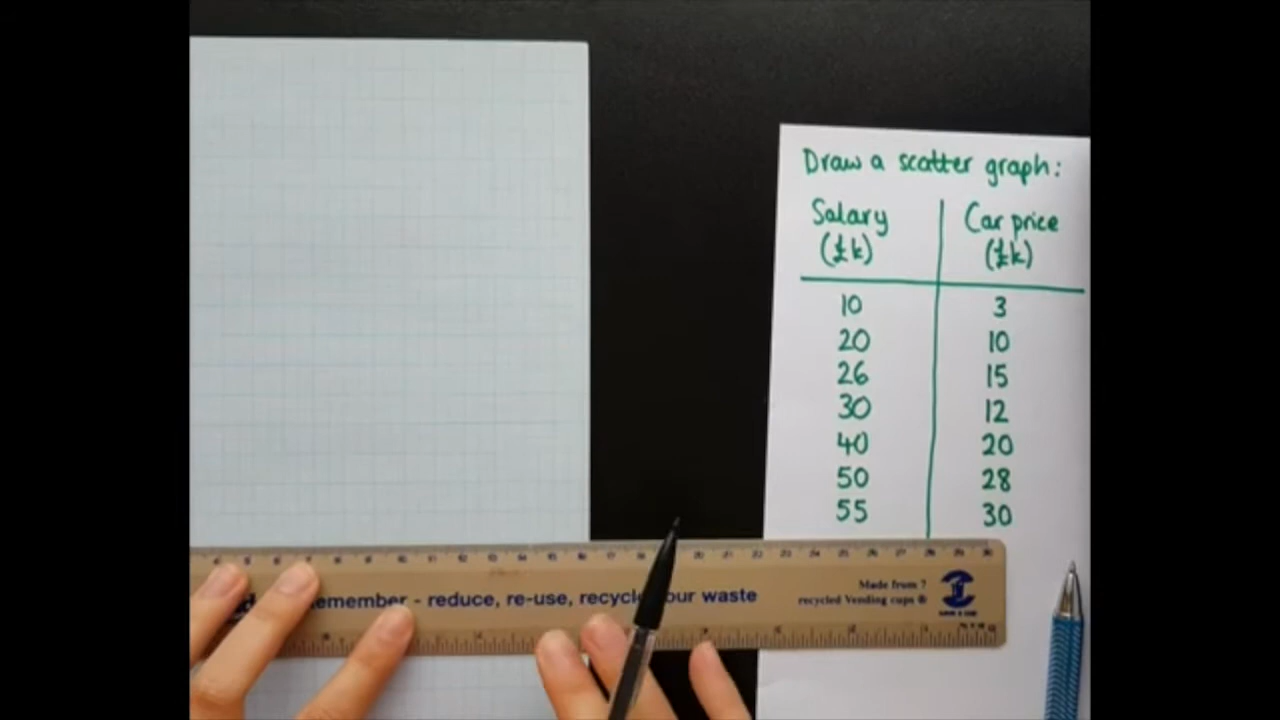 Draw a scatter graph:
Salary Car price
(£k) (£k)
10 3
20 10
26 15
30 12
40 20
50 28
55 30
emember - reduce, re-use, recycle your waste
Made from 7
recycled Vending cups ®